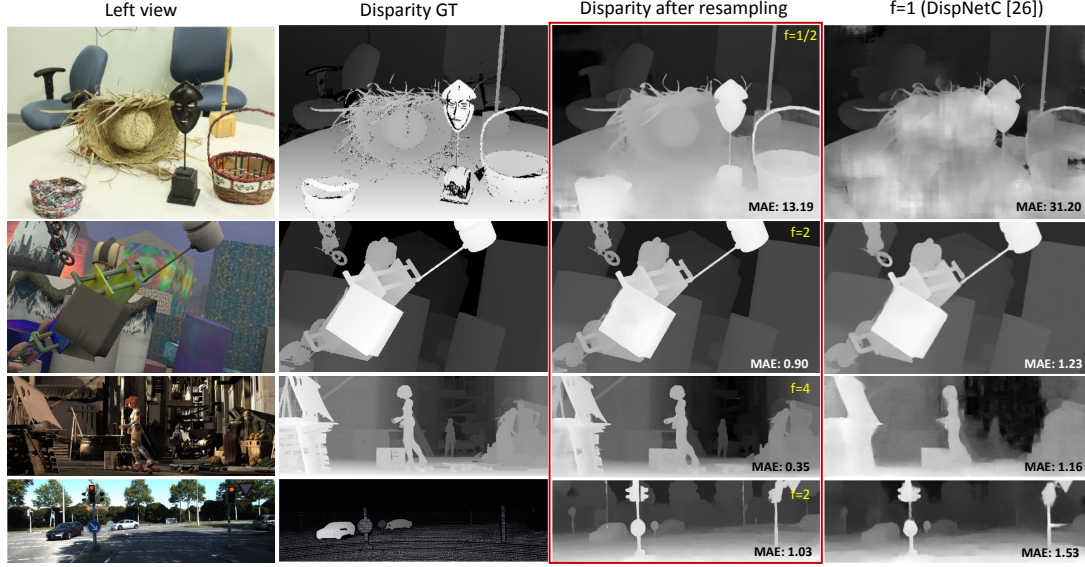 Left view
Disparity GT
Disparity after resampling
f=1 (DispNetC [26])
f=1/2
MAE: 13.19
MAE: 31.20
f=2
MAE: 0.90
MAE: 1.23
f=4
MAE: 0.35
MAE: 1.16
f=2
MAE: 1.03
MAE: 1.53